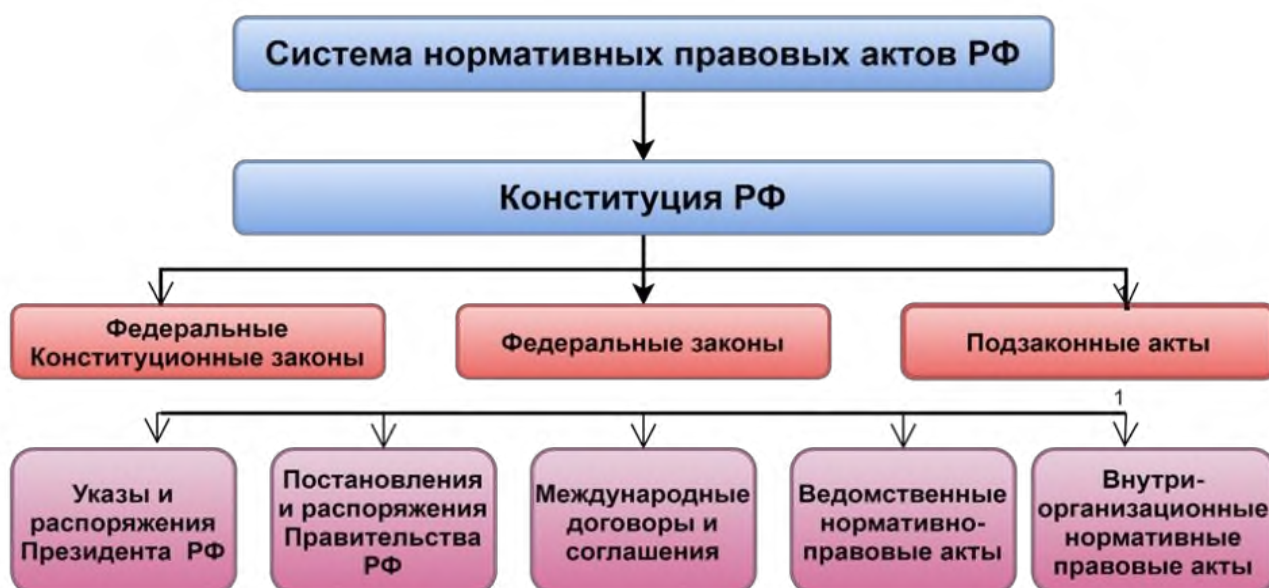 Система нормативных правовых актов РФ
Конституция РФ
Федеральные
Конституционные законы
Федеральные законы
Подзаконные акты
1
Указы и
распоряжения
Президента РФ
Постановления
и распоряжения
Правительства
РФ
Международные
договоры и
соглашения
Ведомственные
нормативно-
правовые акты
Внутри-
организационные
нормативные
правовые акты